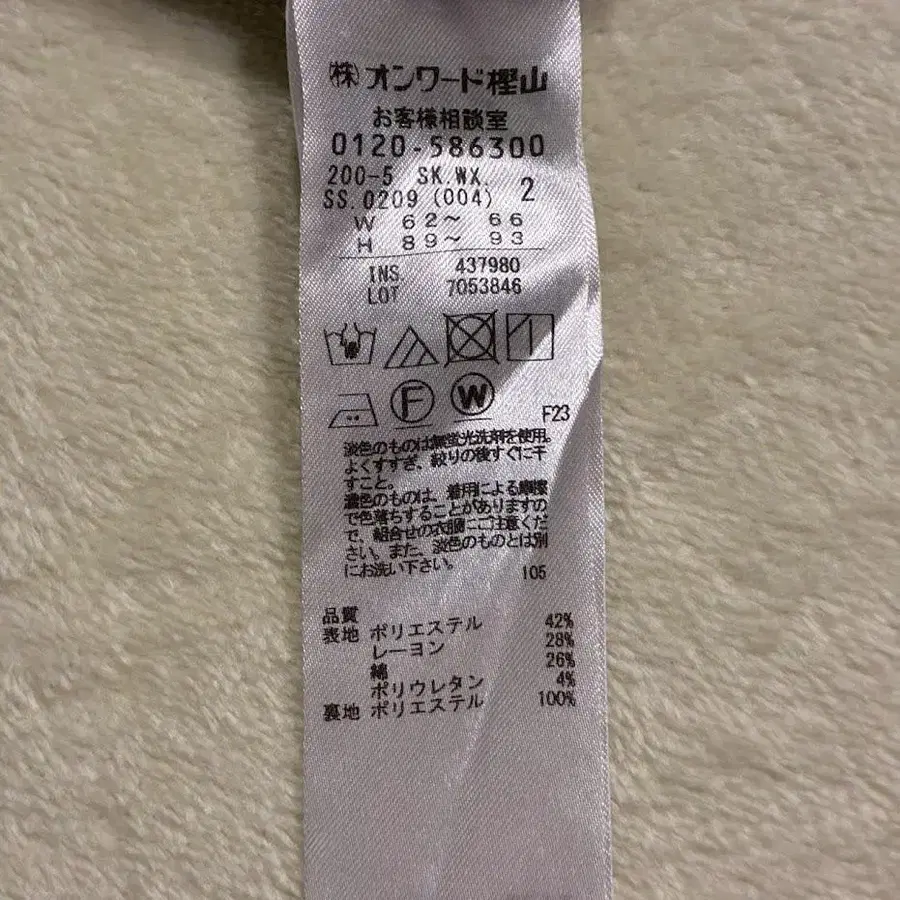 ㈱オンワード樫山
お客様相談室
0120-586300
200-5 SK.WX.
SS.0209 (004) 2
W 62～ 66
H 89～ 93
INS. 437980
LOT 7053846
F W
F23
淡色のものは無蛍光洗剤を使用。
よくすすぎ、絞りの後すぐに干
すこと。
濃色のものは、着用による摩擦
で色落ちすることがありますの
で、組合せの衣服にご注意くだ
さい。また、淡色のものとは別
にお洗い下さい。
105
品質
表地 ポリエステル 42%
レーヨン 28%
綿 26%
ポリウレタン 4%
裏地 ポリエステル 100%